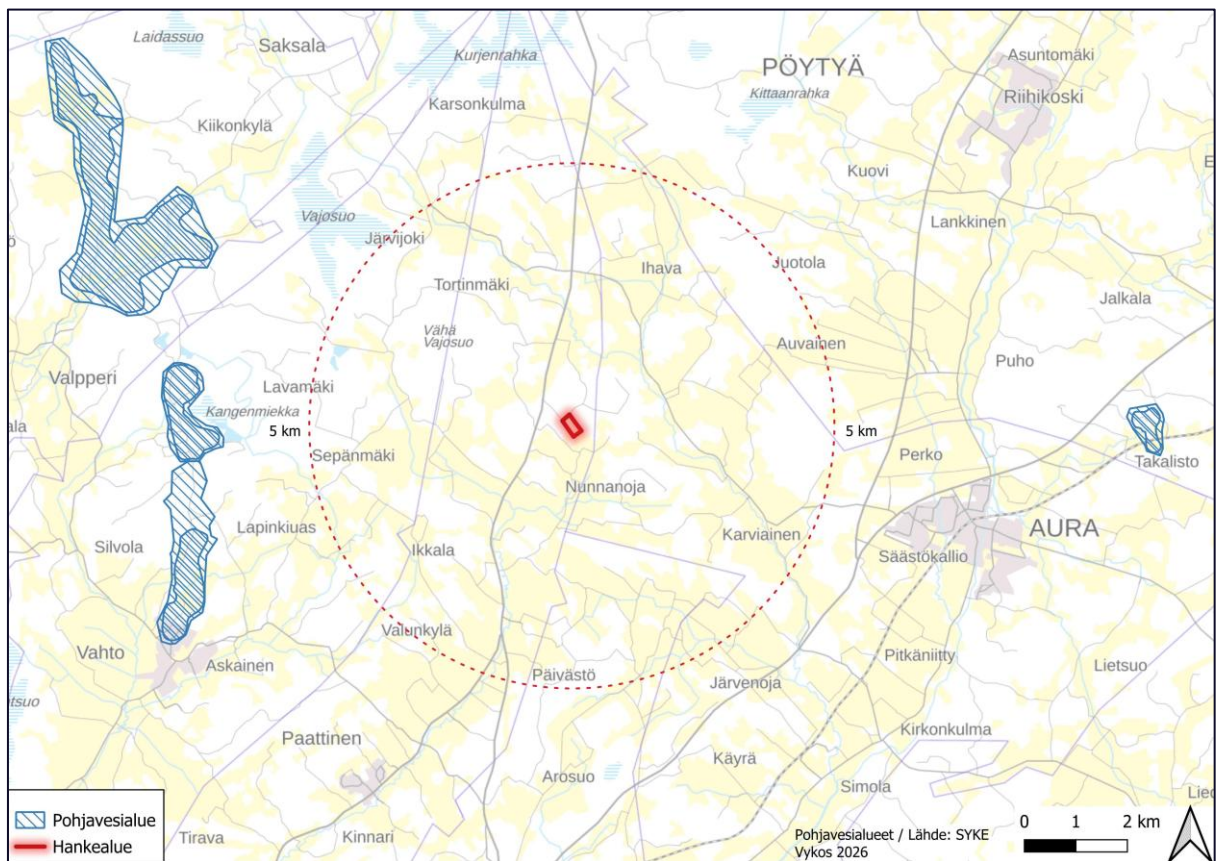 Laidassuo
Saksala
Kurjenrahka
PÖYTYÄ
Asuntomäki
Riihikoski
Kittaanrahka
Karsonkulma
Kiikonkylä
Kuovi
Vajosuo
Lankkinen
Järvijoki
Ihava
Juotola
Tortinmäki
Jalkala
Vähä
Vajosuo
Auvainen
Puho
Valpperi
Lavamäki
Kangenmiekka
5 km
5 km
Sepänmäki
Perko
Takalisto
Nunnanoja
Lapinkiuas
Karviainen
AURA
Silvola
Ikkala
Säästökallio
Valunkylä
Vahto
Askainen
Päivästö
Järvenoja
Pitkäniitty
Lietsuo
Kirkonkulma
Paattinen
Käyrä
Arosuo
Simola
Tirava
Kinnari
Pohjavesialue
Hankealue
Pohjavesialueet / Lähde: SYKE
Vykos 2026
0 1 2 km